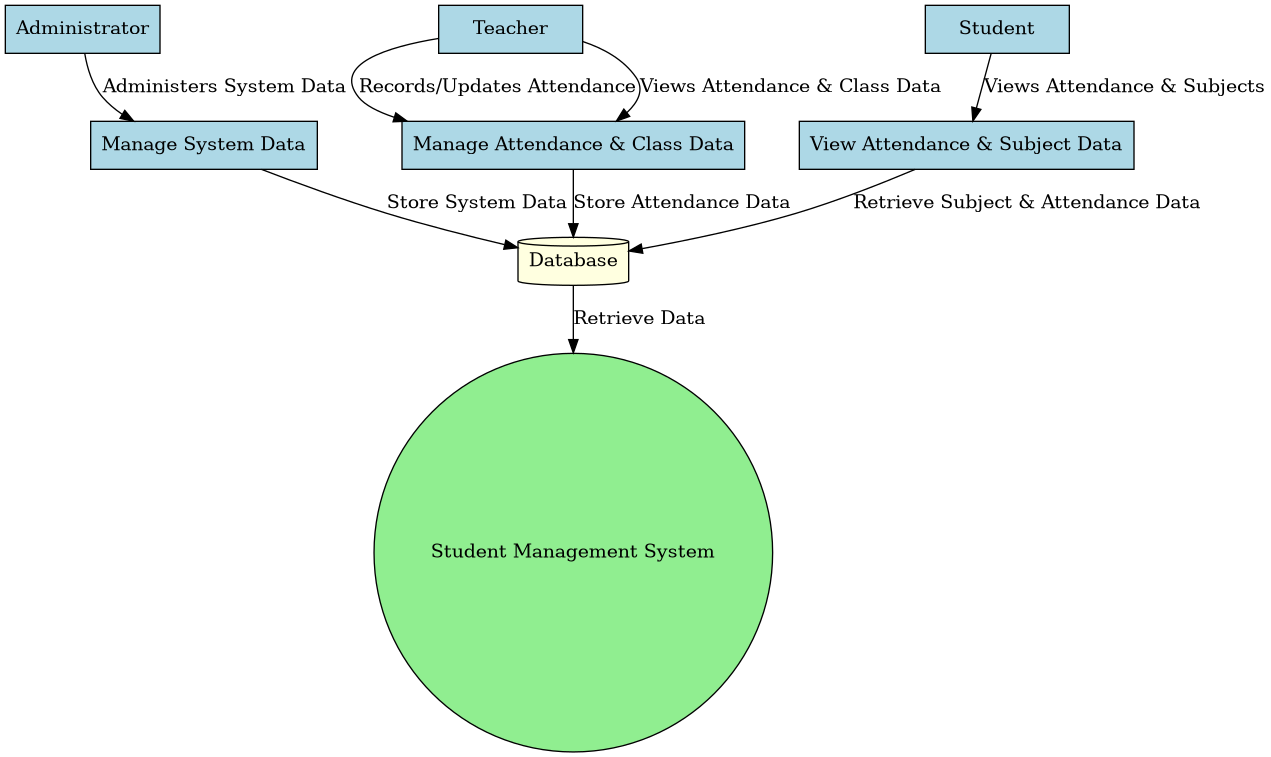 Administrator
Teacher
Student
Administers System Data
Records/Updates Attendance
Views Attendance & Class Data
Views Attendance & Subjects
Manage System Data
Manage Attendance & Class Data
View Attendance & Subject Data
Store System Data
Store Attendance Data
Retrieve Subject & Attendance Data
Database
Retrieve Data
Student Management System